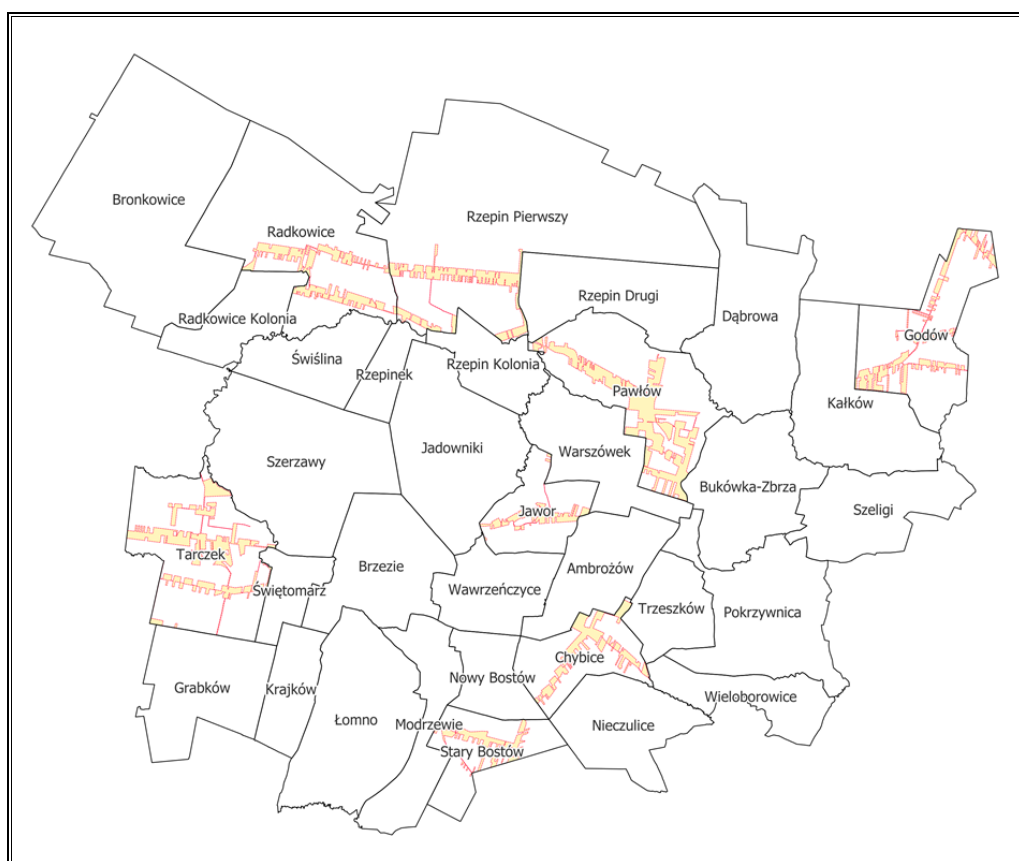 Bronkowice
Rzepin Pierwszy
Radkowice
Rzepin Drugi
Dąbrowa
Radkowice Kolonia
Godów
Świślina
Rzepin Kolonia
Rzepinek
Pawłów
Kałków
Jadowniki
Warszówek
Szerzawy
Bukówka-Zbrza
Szeligi
Jawor
Tarczek
Brzezie
Ambrożów
Świętomarz
Wawrzeńczyce
Trzeszków
Pokrzywnica
Chybice
Nowy Bostów
Grabków
Krajków
Wieloborowice
Łomno
Modrzewie
Nieczulice
Stary Bostów